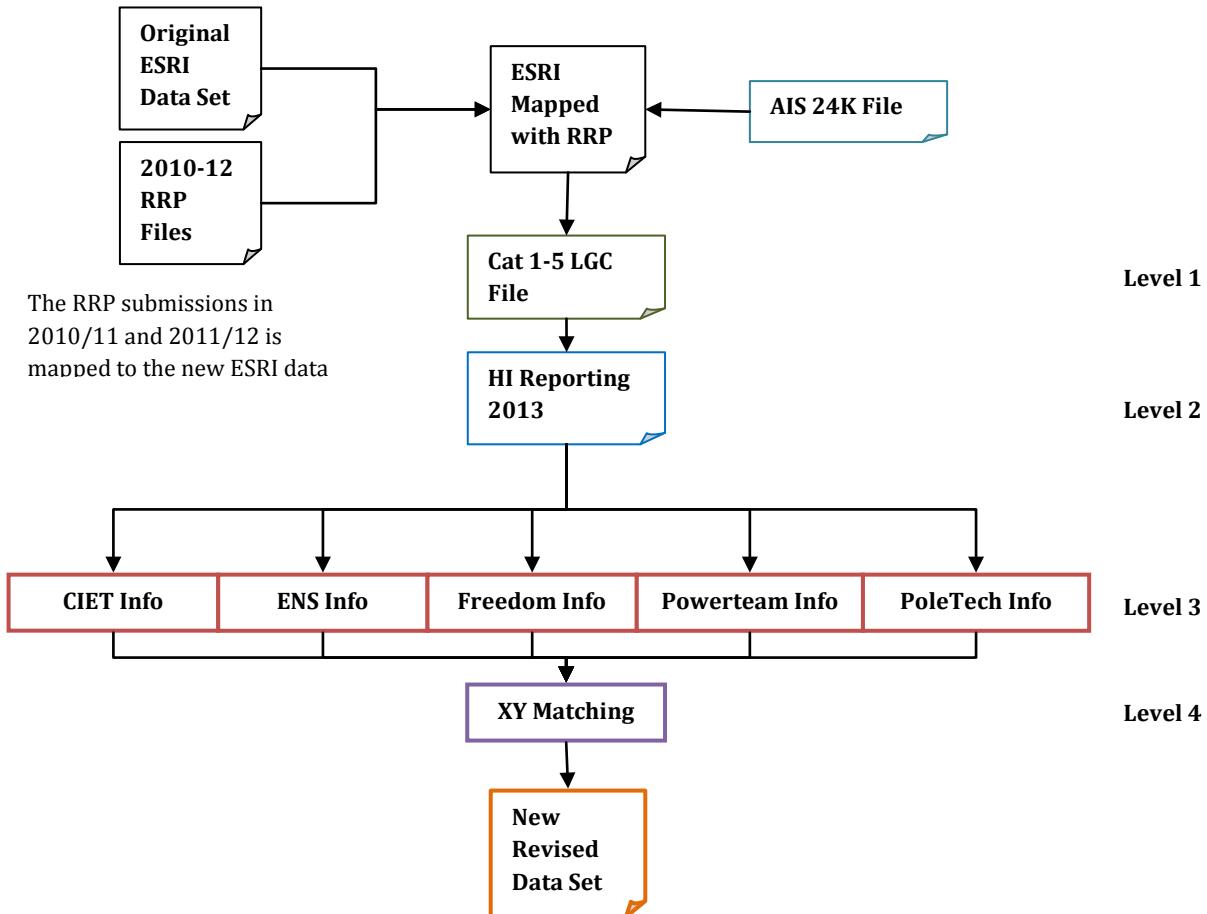 Original
ESRI
Data Set
ESRI
Mapped
with RRP
AIS 24K File
2010-12
RRP
Files
Cat 1-5 LGC
File
Level 1
The RRP submissions in
2010/11 and 2011/12 is
mapped to the new ESRI data
HI Reporting
2013
Level 2
CIET Info
ENS Info
Freedom Info
Powerteam Info
PoleTech Info
Level 3
XY Matching
Level 4
New
Revised
Data Set